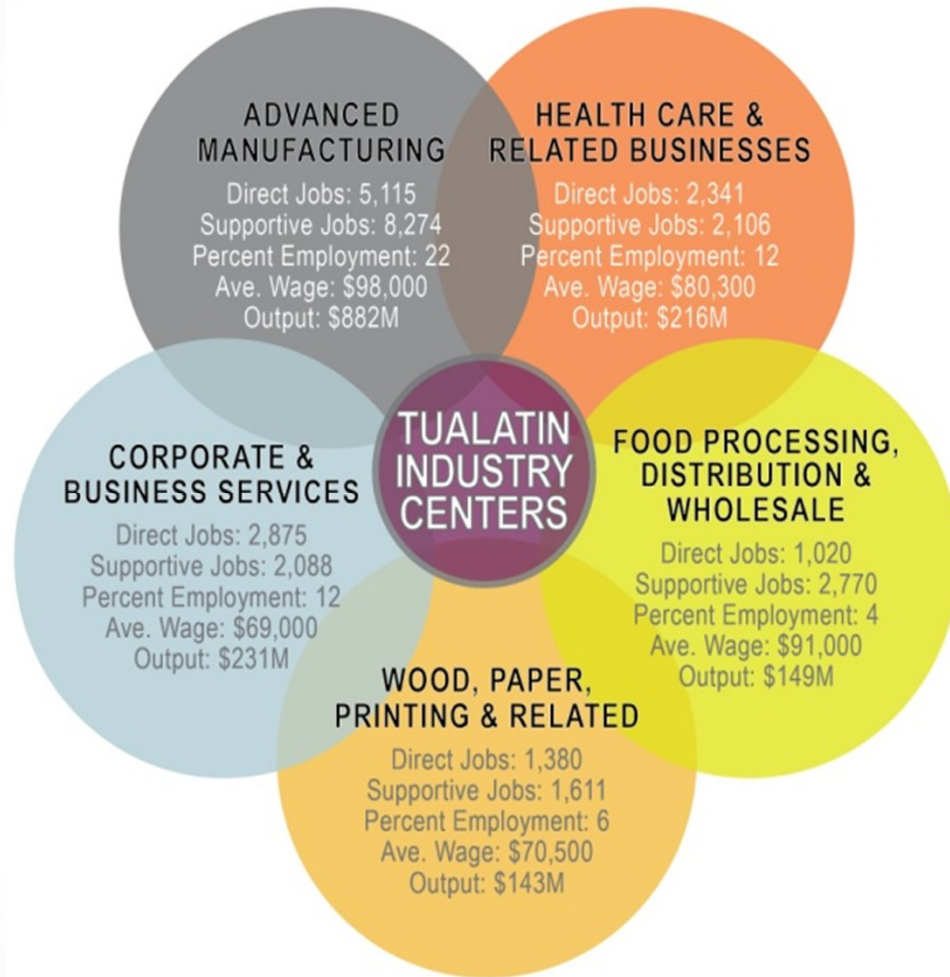 ADVANCED
MANUFACTURING
Direct Jobs: 5,115
Supportive Jobs: 8,274
Percent Employment: 22
Ave. Wage: $98,000
Output: $882M
HEALTH CARE &
RELATED BUSINESSES
Direct Jobs: 2,341
Supportive Jobs: 2,106
Percent Employment: 12
Ave. Wage: $80,300
Output: $216M
TUALATIN
INDUSTRY
CENTERS
CORPORATE &
BUSINESS SERVICES
Direct Jobs: 2,875
Supportive Jobs: 2,088
Percent Employment: 12
Ave. Wage: $69,000
Output: $231M
FOOD PROCESSING,
DISTRIBUTION &
WHOLESALE
Direct Jobs: 1,020
Supportive Jobs: 2,770
Percent Employment: 4
Ave. Wage: $91,000
Output: $149M
WOOD, PAPER,
PRINTING & RELATED
Direct Jobs: 1,380
Supportive Jobs: 1,611
Percent Employment: 6
Ave. Wage: $70,500
Output: $143M